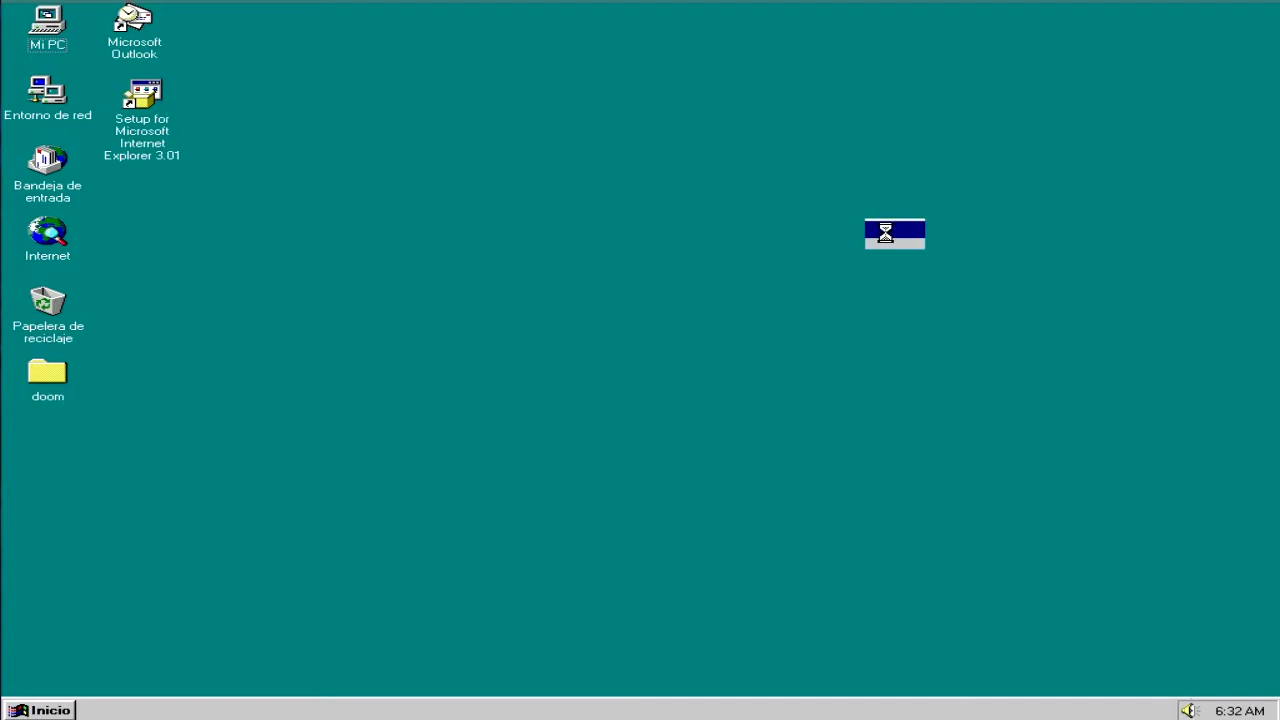 Mi PC
Microsoft
Outlook
Entorno de red
Setup for
Microsoft
Internet
Explorer 3.01
Bandeja de
entrada
Internet
Papelera de
reciclaje
doom
Inicio
6:32 AM